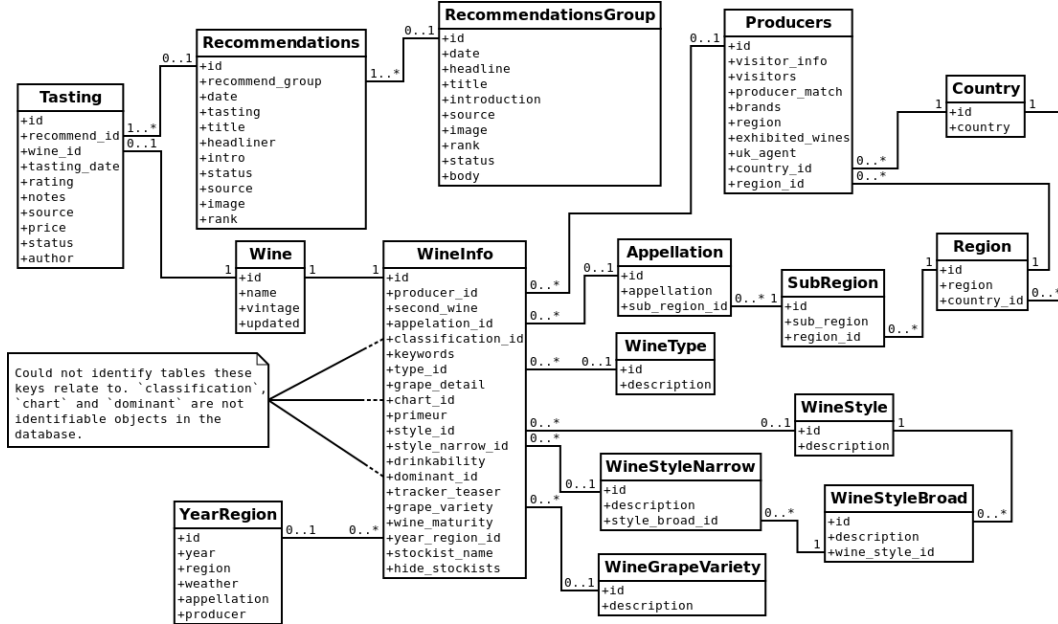 RecommendationsGroup
+id
+date
+headline
+title
+introduction
+source
+image
+rank
+status
+body
0..1
1..*
Producers
+id
+visitor_info
+visitors
+producer_match
+brands
+region
+exhibited_wines
+uk_agent
+country_id
+region_id
0..1
0..*
0..*
Recommendations
+id
+recommend_group
+date
+tasting
+title
+headliner
+intro
+status
+source
+image
+rank
0..1
Country
+id
+country
1
1
Tasting
+id
+recommend_id
+wine_id
+tasting_date
+rating
+notes
+source
+price
+status
+author
1..*
0..1
Wine
+id
+name
+vintage
+updated
1
1
WineInfo
+id
+producer_id
+second_wine
+appelation_id
+classification_id
+keywords
+type_id
+grape_detail
+chart_id
+primeur
+style_id
+style_narrow_id
+drinkability
+dominant_id
+tracker_teaser
+grape_variety
+wine_maturity
+year_region_id
+stockist_name
+hide_stockists
1
0..*
0..*
0..*
0..*
0..*
0..*
0..*
Appellation
+id
+appellation
+sub_region_id
0..1
0..*
SubRegion
+id
+sub_region
+region_id
1
0..*
Region
+id
+region
+country_id
1
1
0..*
WineType
+id
+description
0..1
Could not identify tables these
keys relate to. `classification`,
`chart` and `dominant` are not
identifiable objects in the
database.
WineStyle
+id
+description
0..1
1
WineStyleNarrow
+id
+description
+style_broad_id
0..1
0..*
WineStyleBroad
+id
+description
+wine_style_id
0..*
1
YearRegion
+id
+year
+region
+weather
+appellation
+producer
0..1
WineGrapeVariety
+id
+description
0..1